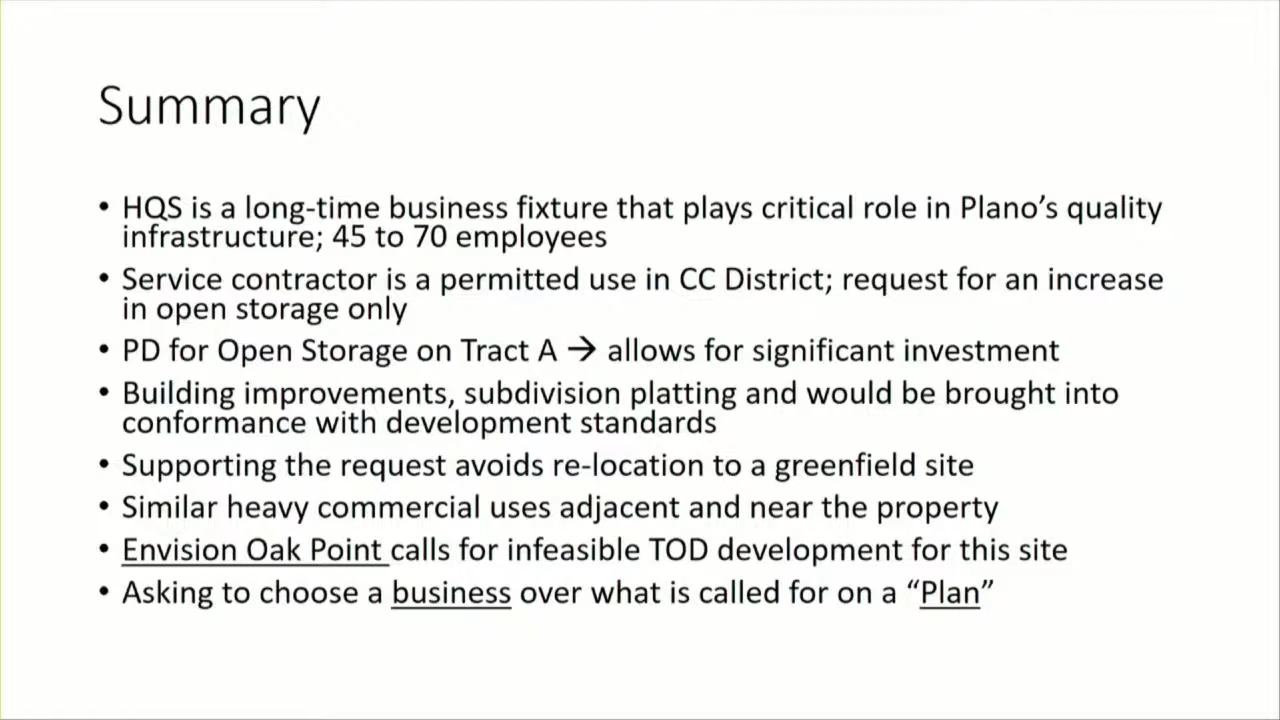 Summary
• HQS is a long-time business fixture that plays critical role in Plano’s quality
infrastructure; 45 to 70 employees
• Service contractor is a permitted use in CC District; request for an increase
in open storage only
• PD for Open Storage on Tract A → allows for significant investment
• Building improvements, subdivision platting and would be brought into
conformance with development standards
• Supporting the request avoids re-location to a greenfield site
• Similar heavy commercial uses adjacent and near the property
• Envision Oak Point calls for infeasible TOD development for this site
• Asking to choose a business over what is called for on a “Plan”